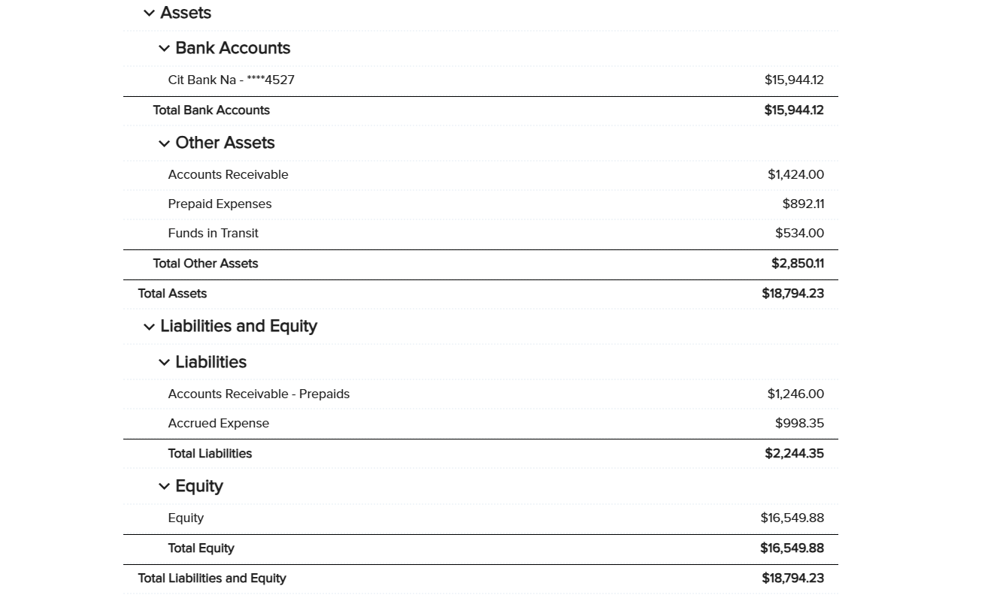 Assets
Bank Accounts
Cit Bank Na - ****4527 $15,944.12
Total Bank Accounts $15,944.12
Other Assets
Accounts Receivable $1,424.00
Prepaid Expenses $892.11
Funds in Transit $534.00
Total Other Assets $2,850.11
Total Assets $18,794.23
Liabilities and Equity
Liabilities
Accounts Receivable - Prepaids $1,246.00
Accrued Expense $998.35
Total Liabilities $2,244.35
Equity
Equity $16,549.88
Total Equity $16,549.88
Total Liabilities and Equity $18,794.23